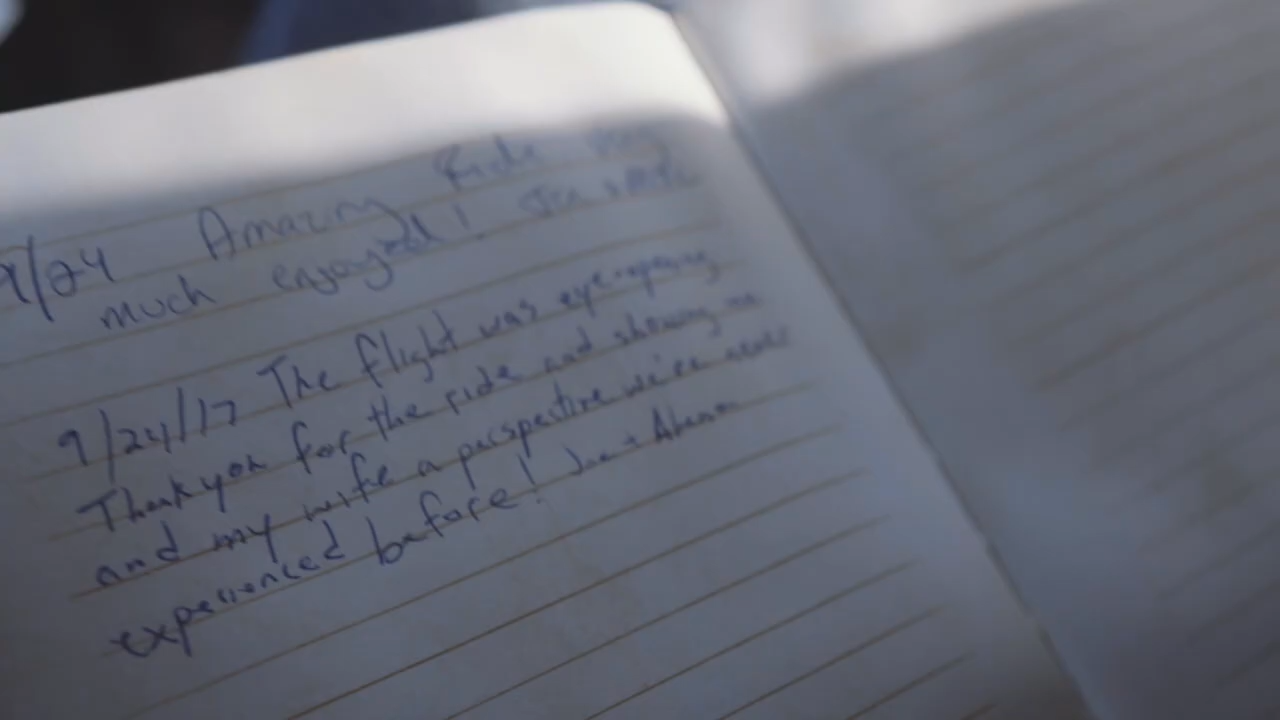 9/24 Amazing Ride
much enjoyed!
9/24/17 The flight was eye-opening
Thank you for the ride and showing me
and my wife a perspective we've never
experienced before!